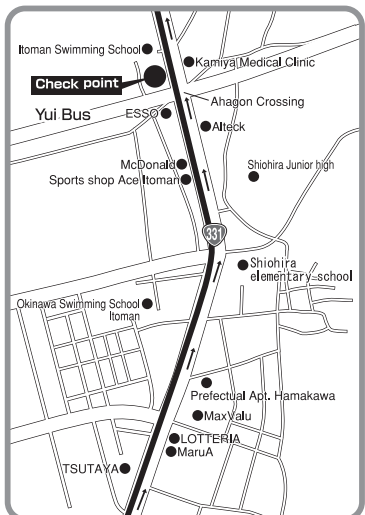 Itoman Swimming School
Kamiya Medical Clinic
Check point
Ahagon Crossing
Yui Bus
ESSO
Alteck
McDonald
Shiohira Junior high
Sports shop Ace Itoman
331
Shiohira
elementary school
Okinawa Swimming School
Itoman
Prefectual Apt. Hamakawa
MaxValu
LOTTERIA
MaruA
TSUTAYA